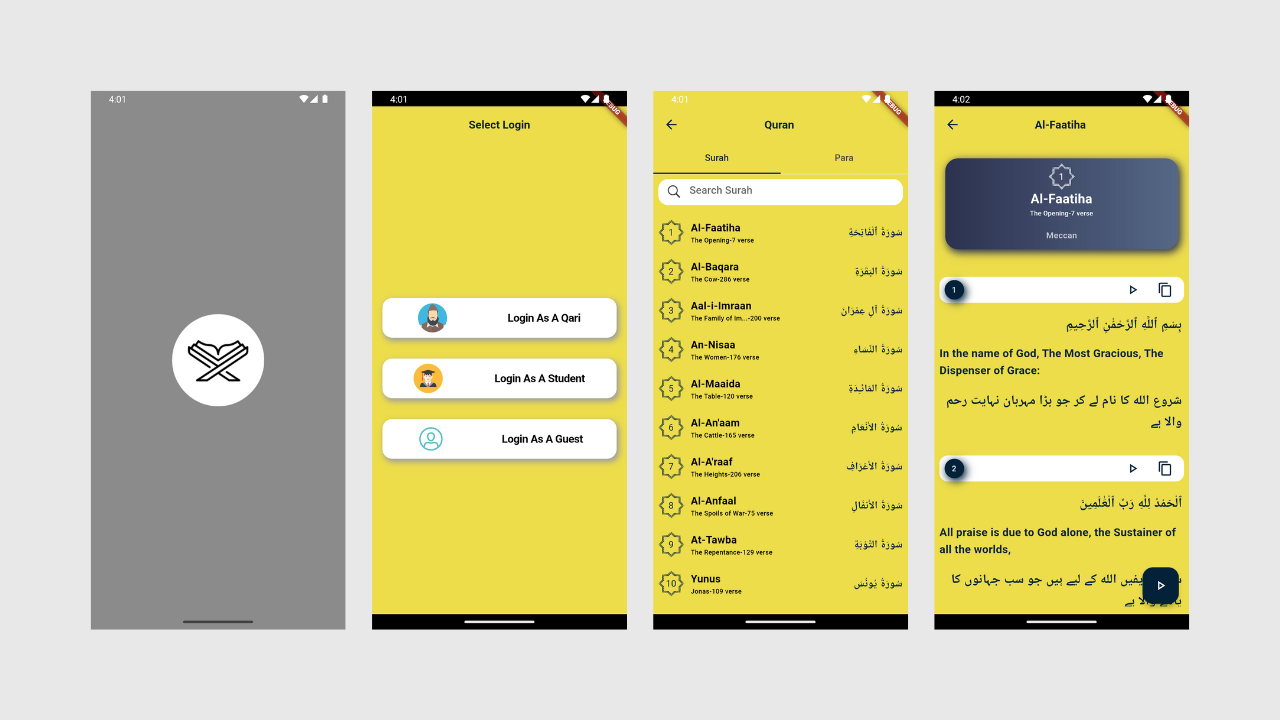 4:01
4:01
Select Login
Login As A Qari
Login As A Student
Login As A Guest
4:01
Quran
Surah
Para
Search Surah
1
Al-Faatiha
The Opening-7 verse
سُورَةُ ٱلْفَاتِحَةِ
2
Al-Baqara
The Cow-286 verse
سُورَةُ البَقَرَةِ
3
Aal-i-Imraan
The Family of Im...-200 verse
سُورَةُ آلِ عِمۡرَانَ
4
An-Nisaa
The Women-176 verse
سُورَةُ النِّسَاءِ
5
Al-Maaida
The Table-120 verse
سُورَةُ المَائـِدَةِ
6
Al-An'aam
The Cattle-165 verse
سُورَةُ الأَنۡعَامِ
7
Al-A'raaf
The Heights-206 verse
سُورَةُ الأَعۡرَافِ
8
Al-Anfaal
The Spoils of War-75 verse
سُورَةُ الأَنفَالِ
9
At-Tawba
The Repentance-129 verse
سُورَةُ التَّوۡبَةِ
10
Yunus
Jonas-109 verse
سُورَةُ يُونُسَ
4:02
Al-Faatiha
1
Al-Faatiha
The Opening-7 verse
Meccan
1
بِسْمِ ٱللَّهِ ٱلرَّحْمَٰنِ ٱلرَّحِيمِ
In the name of God, The Most Gracious, The
Dispenser of Grace:
شروع الله کا نام لے کر جو بڑا مہربان نہایت رحم
والا ہے
2
ٱلْحَمْدُ لِلَّهِ رَبِّ ٱلْعَٰلَمِينَ
All praise is due to God alone, the Sustainer of
all the worlds,
الله کے لیے ہیں جو سب جہانوں کا
ہے